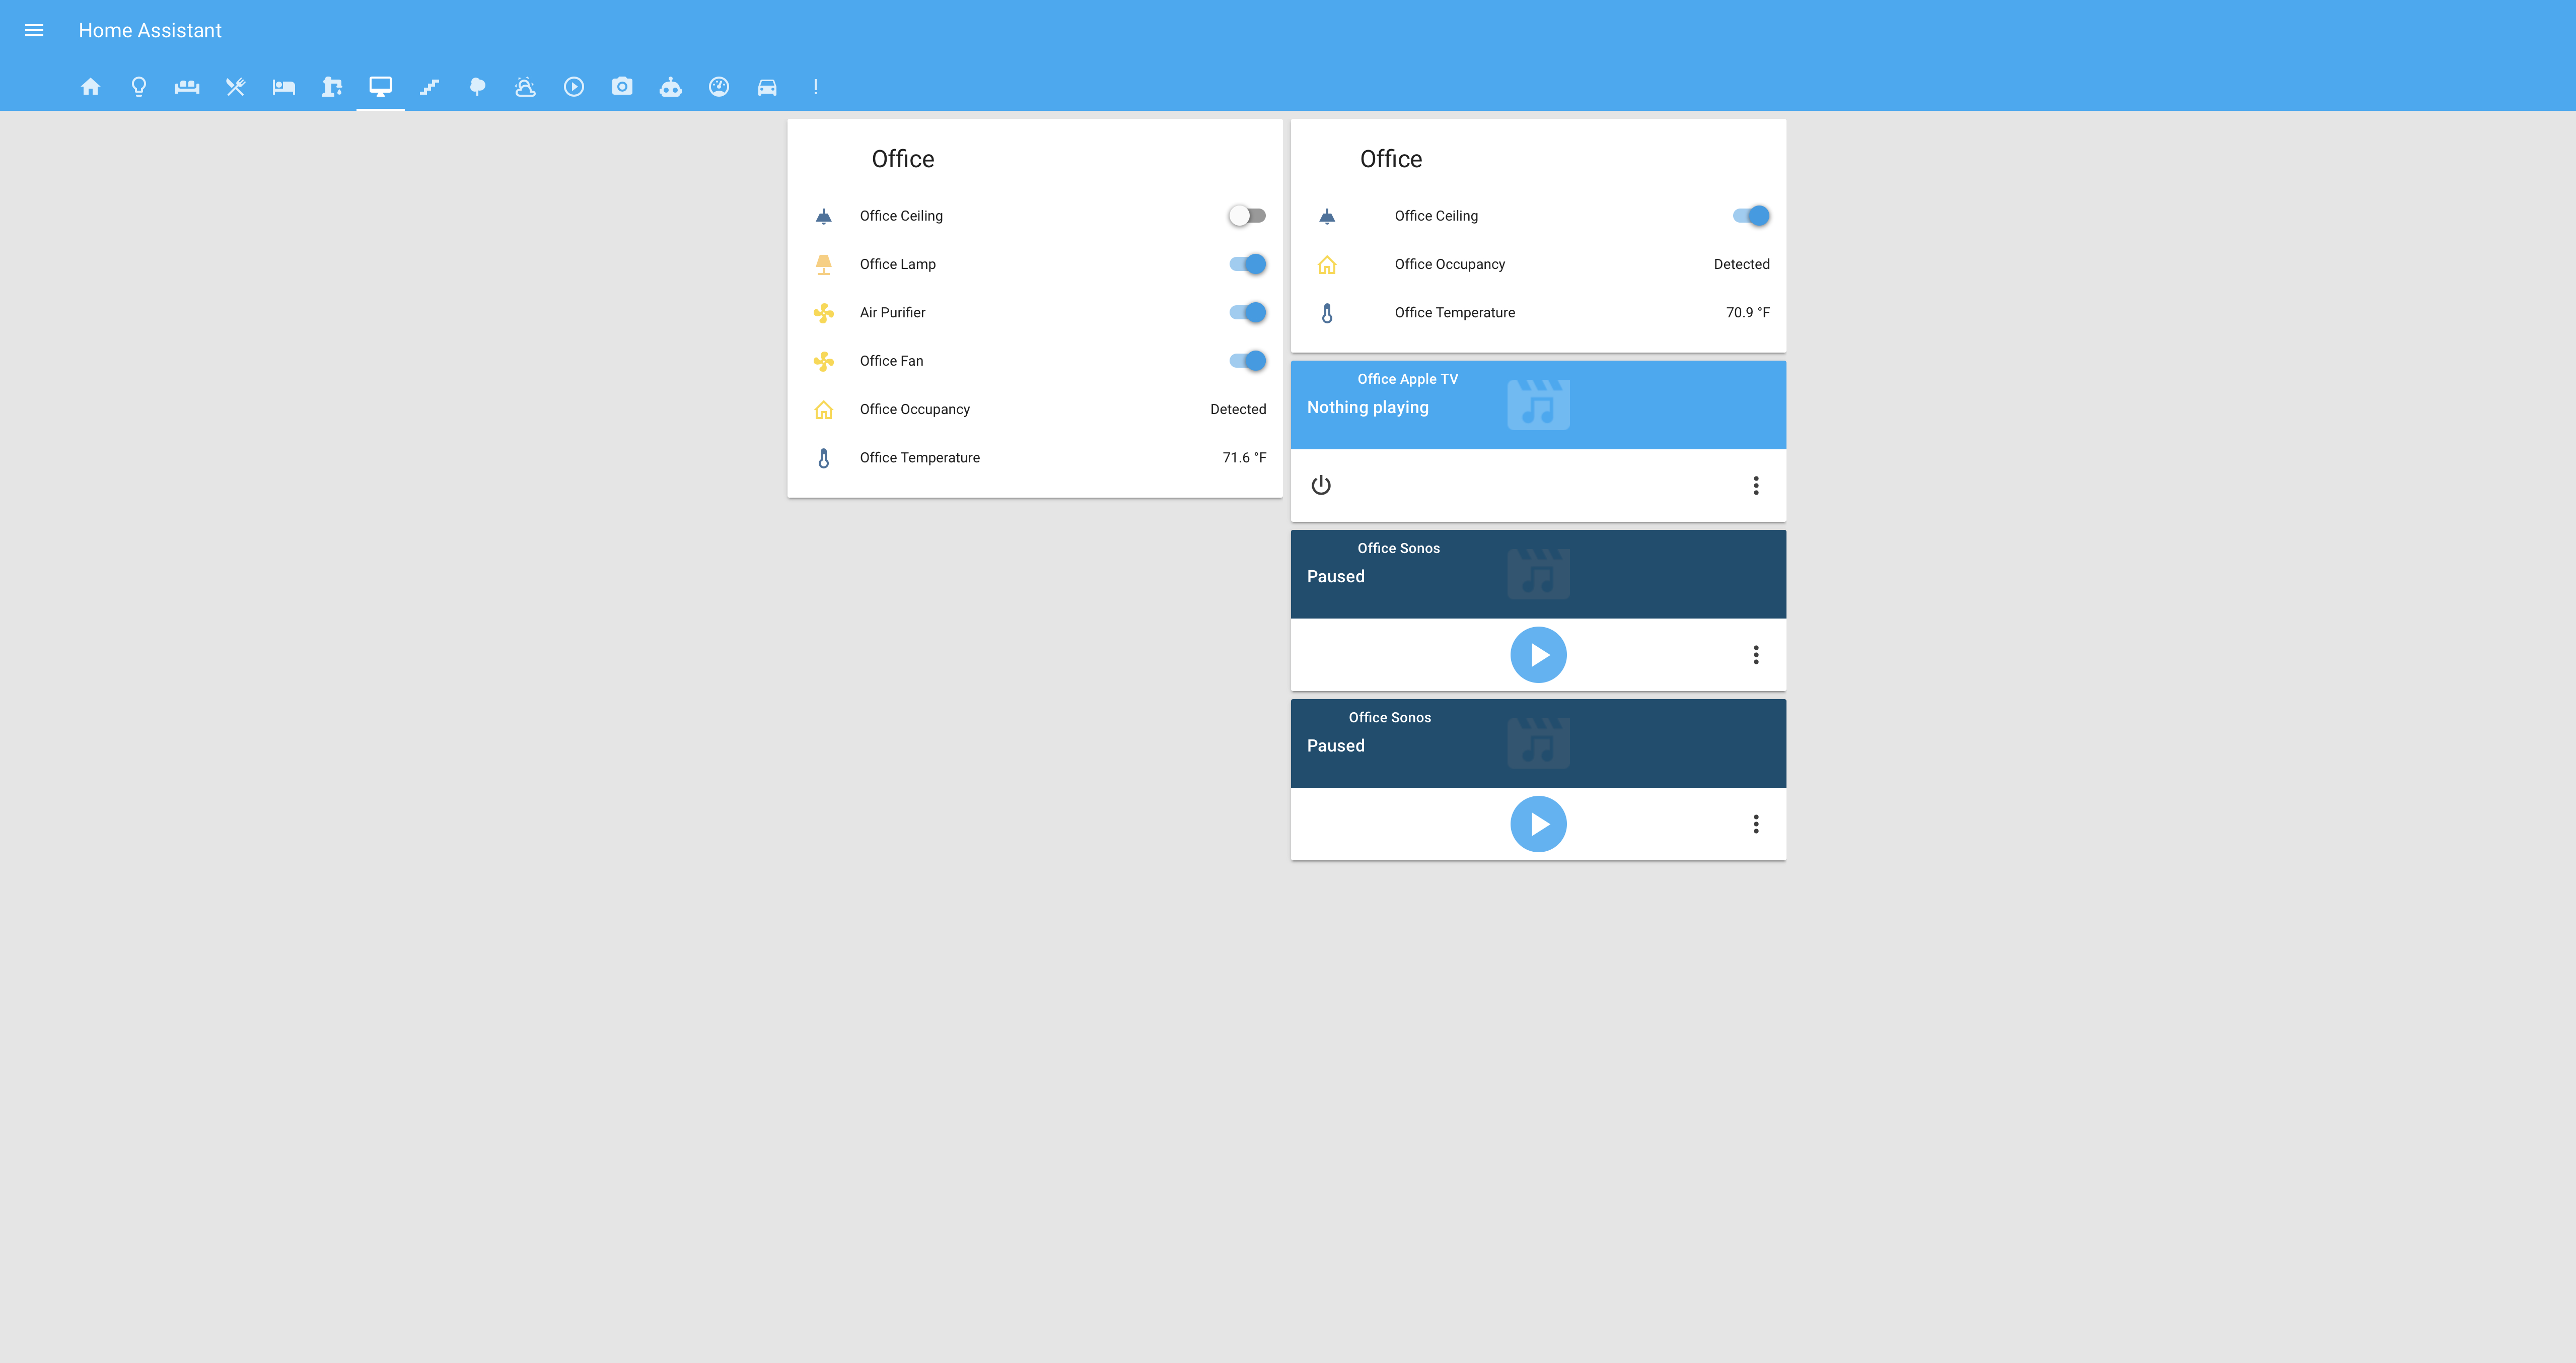 Home Assistant
Office
Office Ceiling
Office Lamp
Air Purifier
Office Fan
Office Occupancy Detected
Office Temperature 71.6 °F
Office
Office Ceiling
Office Occupancy Detected
Office Temperature 70.9 °F
Office Apple TV
Nothing playing
Office Sonos
Paused
Office Sonos
Paused